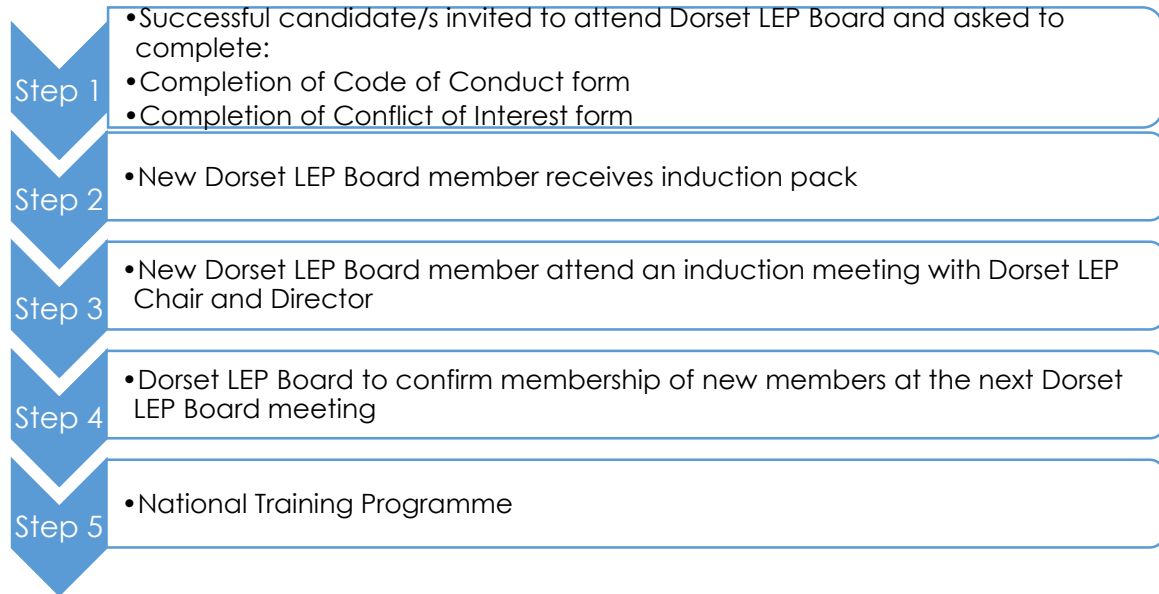 Step 1
•Successful candidate/s invited to attend Dorset LEP Board and asked to
complete:
•Completion of Code of Conduct form
•Completion of Conflict of Interest form
Step 2
•New Dorset LEP Board member receives induction pack
Step 3
•New Dorset LEP Board member attend an induction meeting with Dorset LEP
Chair and Director
Step 4
•Dorset LEP Board to confirm membership of new members at the next Dorset
LEP Board meeting
Step 5
•National Training Programme